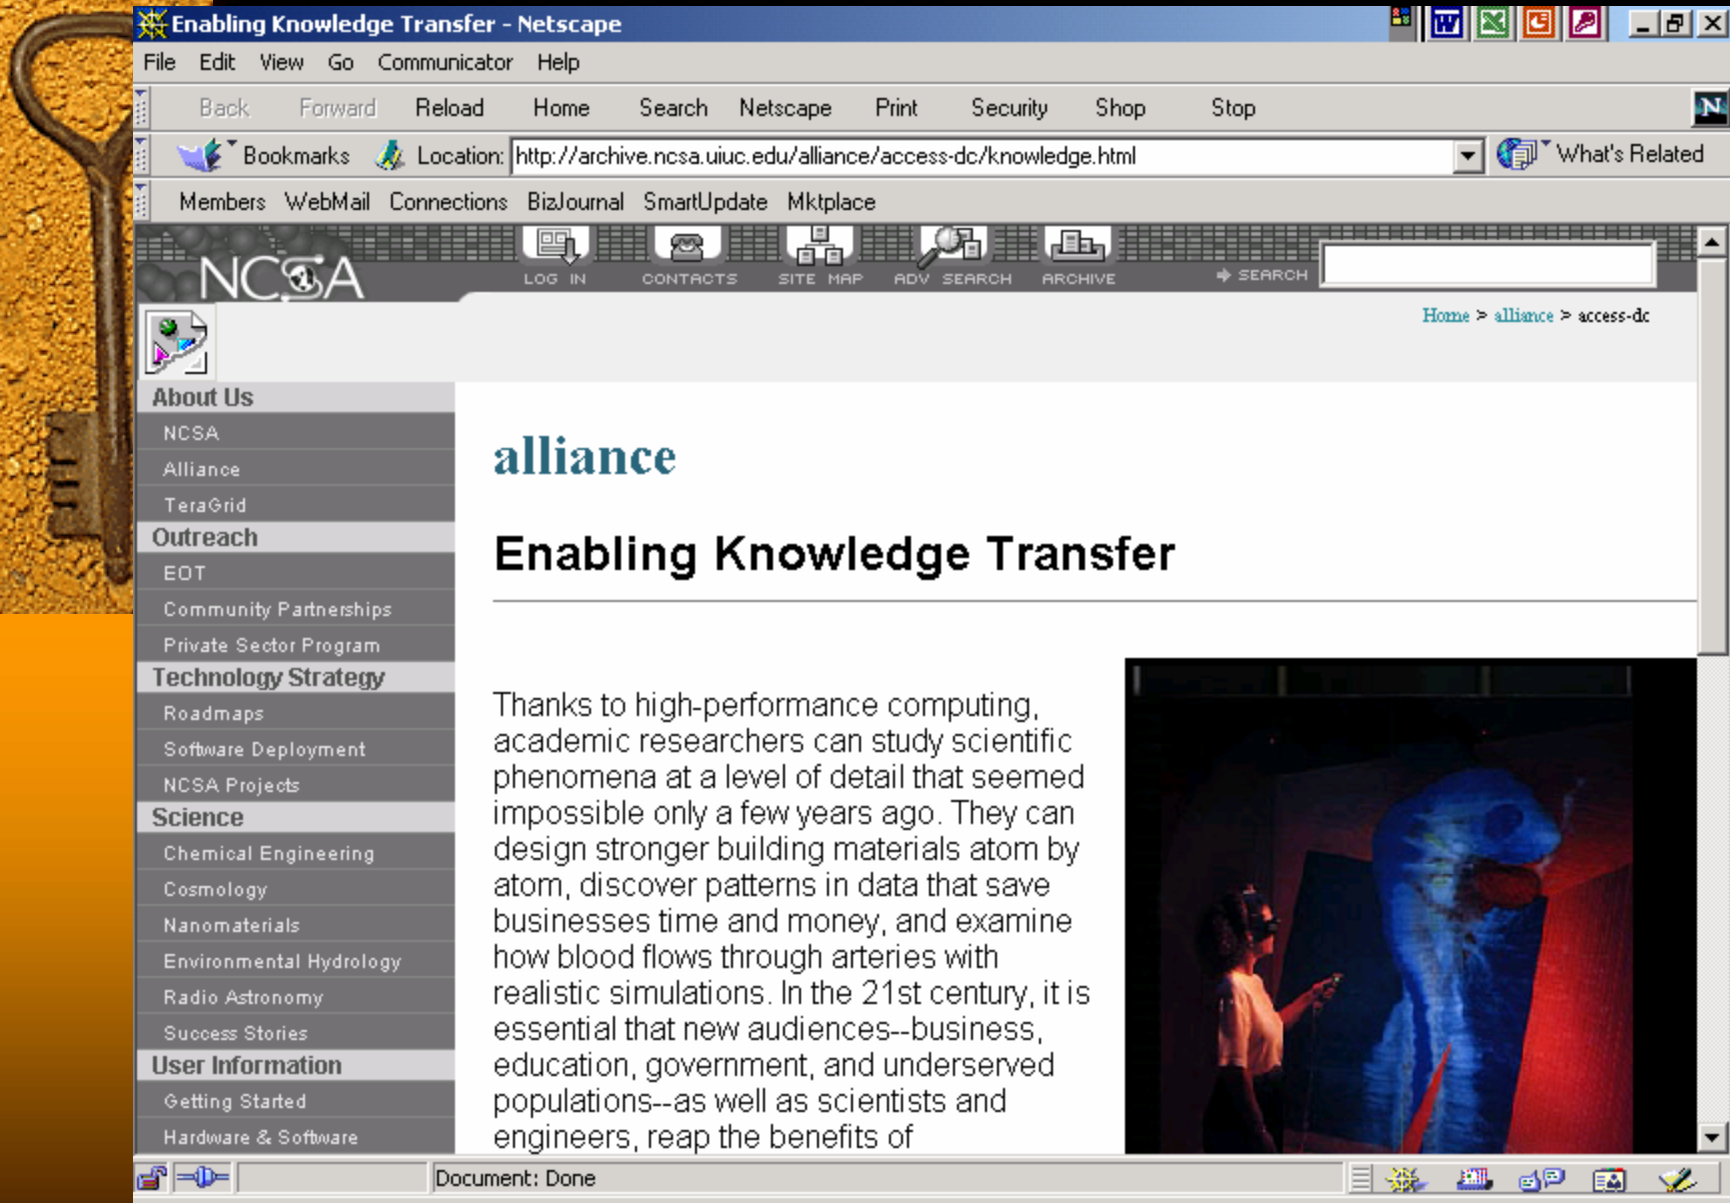 Enabling Knowledge Transfer - Netscape
File Edit View Go Communicator Help
Back Forward Reload Home Search Netscape Print Security Shop Stop
N
Bookmarks Location: http://archive.ncsa.uiuc.edu/alliance/access-dc/knowledge.html What's Related
Members WebMail Connections BizJournal SmartUpdate Mktplace
NCSA
LOG IN CONTACTS SITE MAP ADV SEARCH ARCHIVE SEARCH
Home > alliance > access-dc
About Us
NCSA
Alliance
TeraGrid
Outreach
EOT
Community Partnerships
Private Sector Program
Technology Strategy
Roadmaps
Software Deployment
NCSA Projects
Science
Chemical Engineering
Cosmology
Nanomaterials
Environmental Hydrology
Radio Astronomy
Success Stories
User Information
Getting Started
Hardware & Software
alliance
Enabling Knowledge Transfer
Thanks to high-performance computing,
academic researchers can study scientific
phenomena at a level of detail that seemed
impossible only a few years ago. They can
design stronger building materials atom by
atom, discover patterns in data that save
businesses time and money, and examine
how blood flows through arteries with
realistic simulations. In the 21st century, it is
essential that new audiences--business,
education, government, and underserved
populations--as well as scientists and
engineers, reap the benefits of
Document: Done